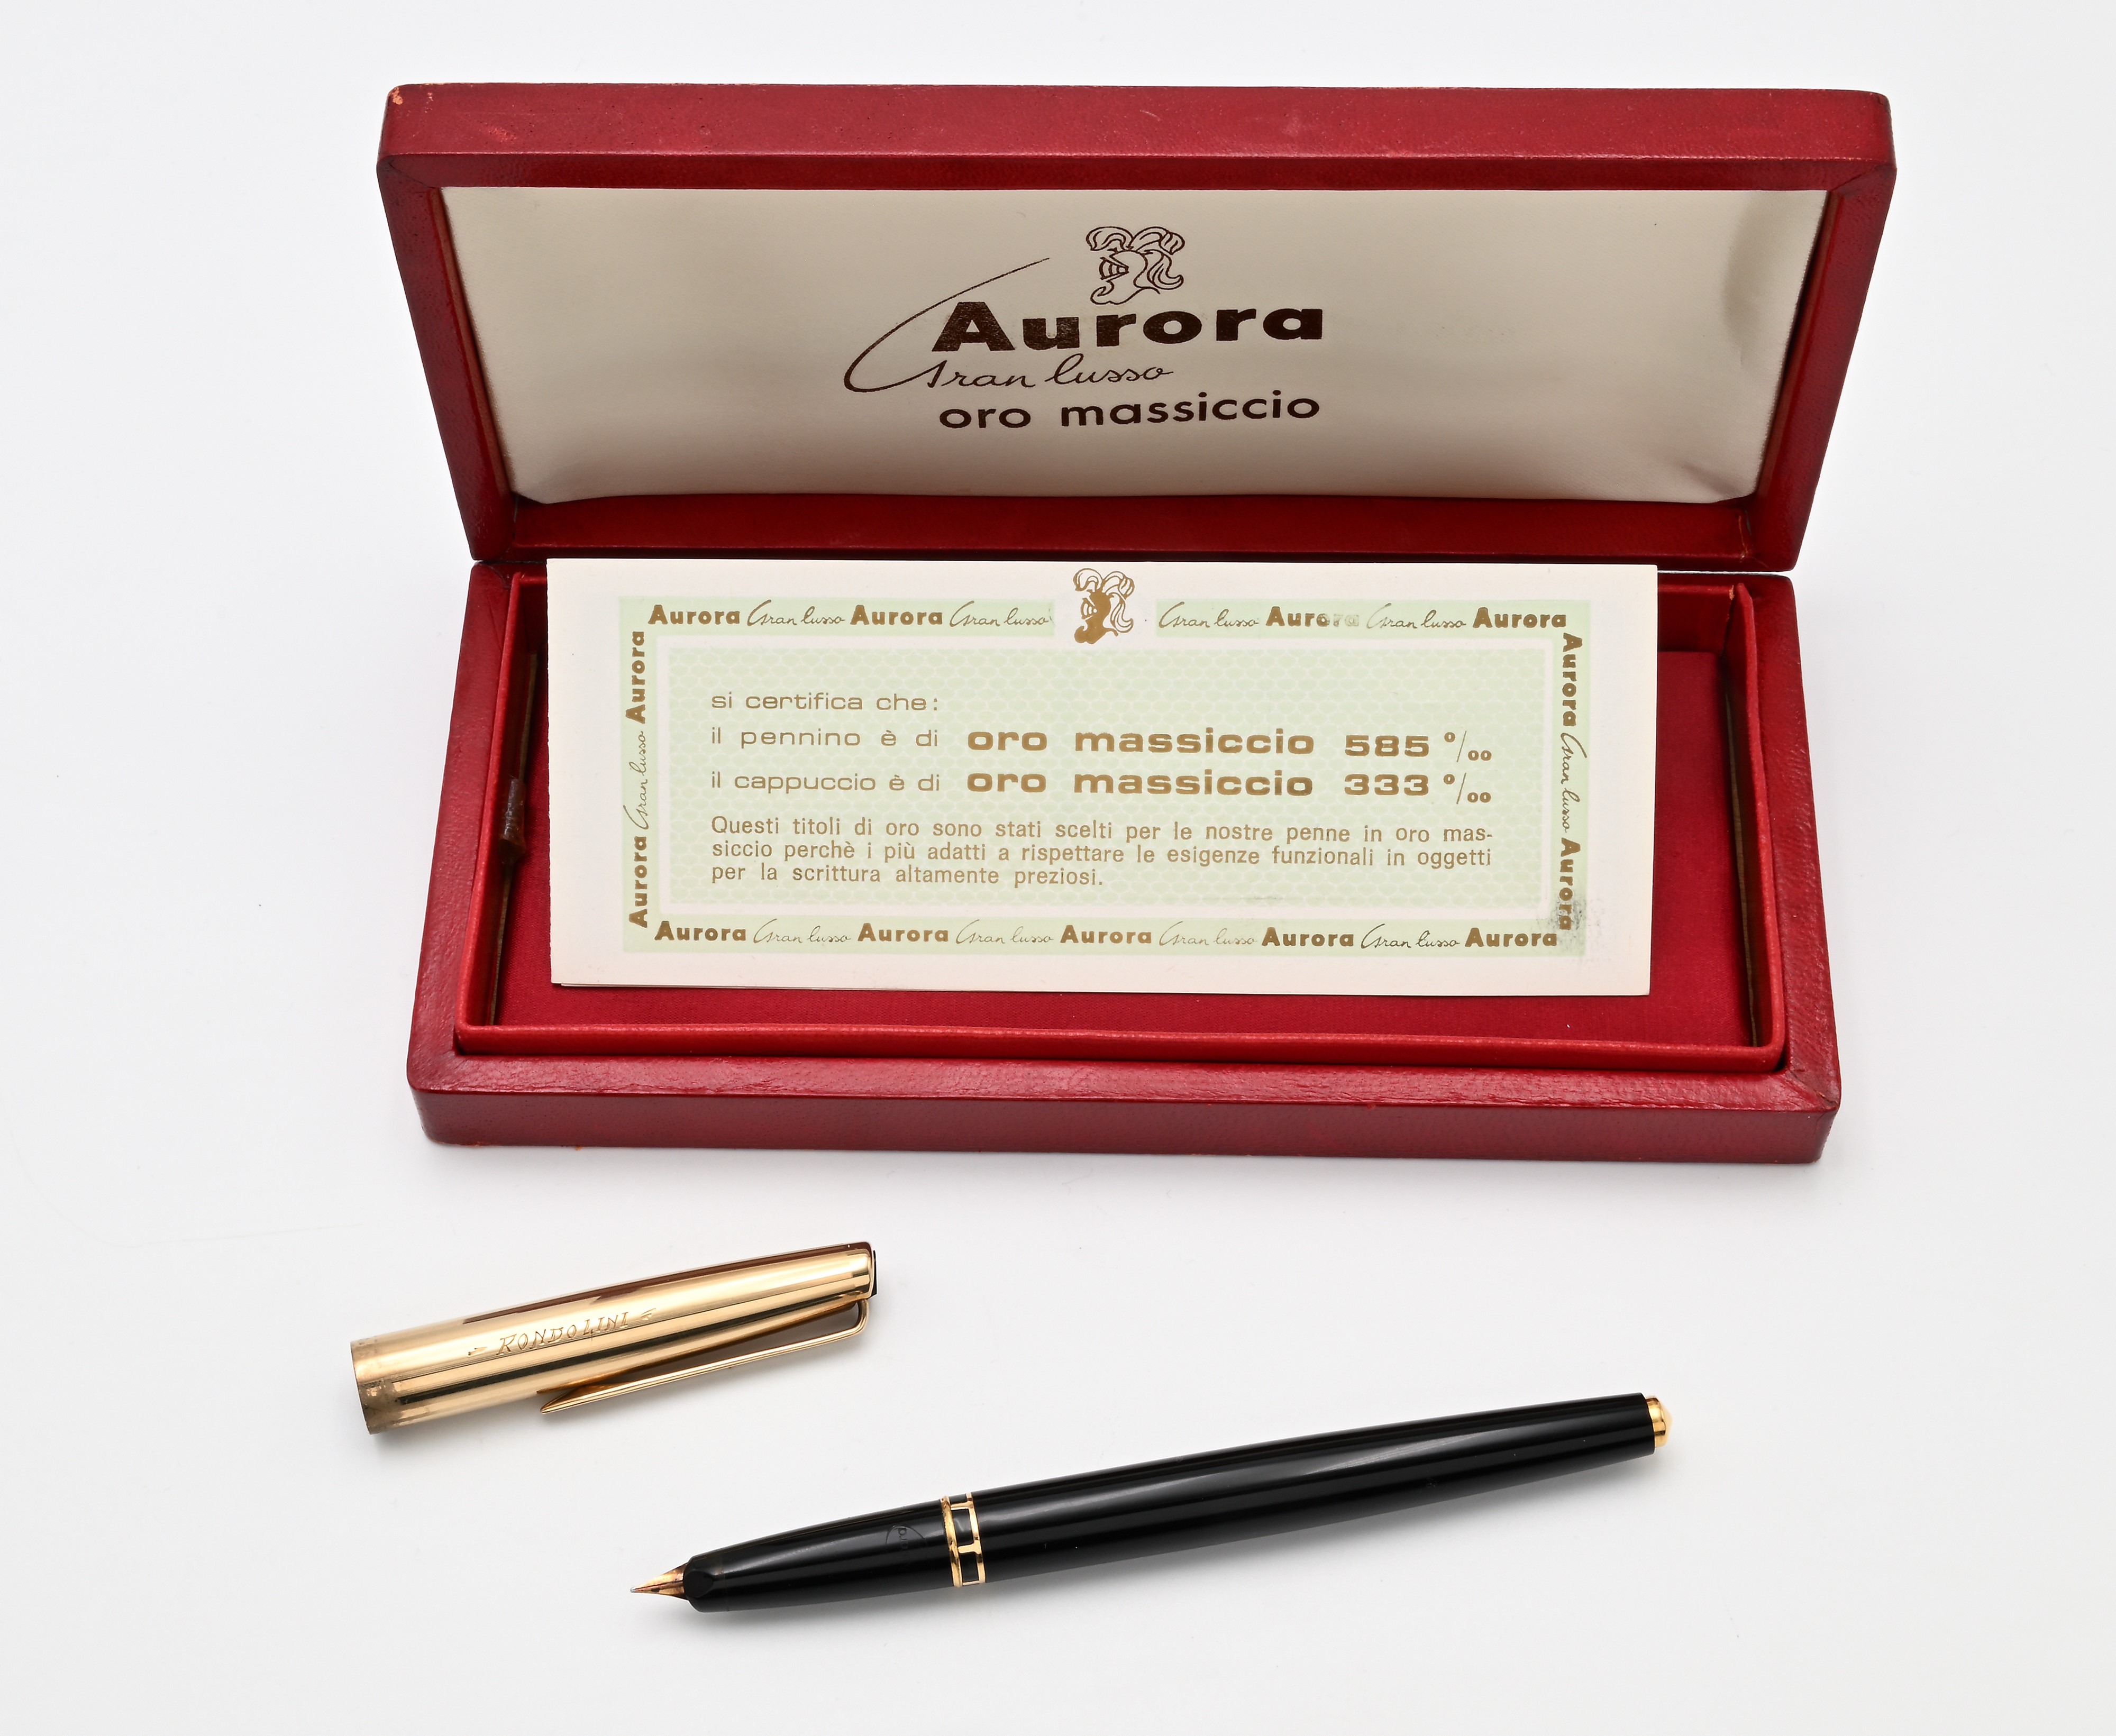 Aurora
Gran lusso
oro massiccio
Aurora Gran lusso Aurora Gran lusso Gran lusso Aurora Gran lusso Aurora
Aurora Gran lusso Aurora
Aurora Gran lusso Aurora
si certifica che:
il pennino è di oro massiccio 585 º/ºº
il cappuccio è di oro massiccio 333 º/ºº
Questi titoli di oro sono stati scelti per le nostre penne in oro mas-
siccio perchè i più adatti a rispettare le esigenze funzionali in oggetti
per la scrittura altamente preziosi.
Aurora Gran lusso Aurora Gran lusso Aurora Gran lusso Aurora Gran lusso Aurora
RONDOLINI